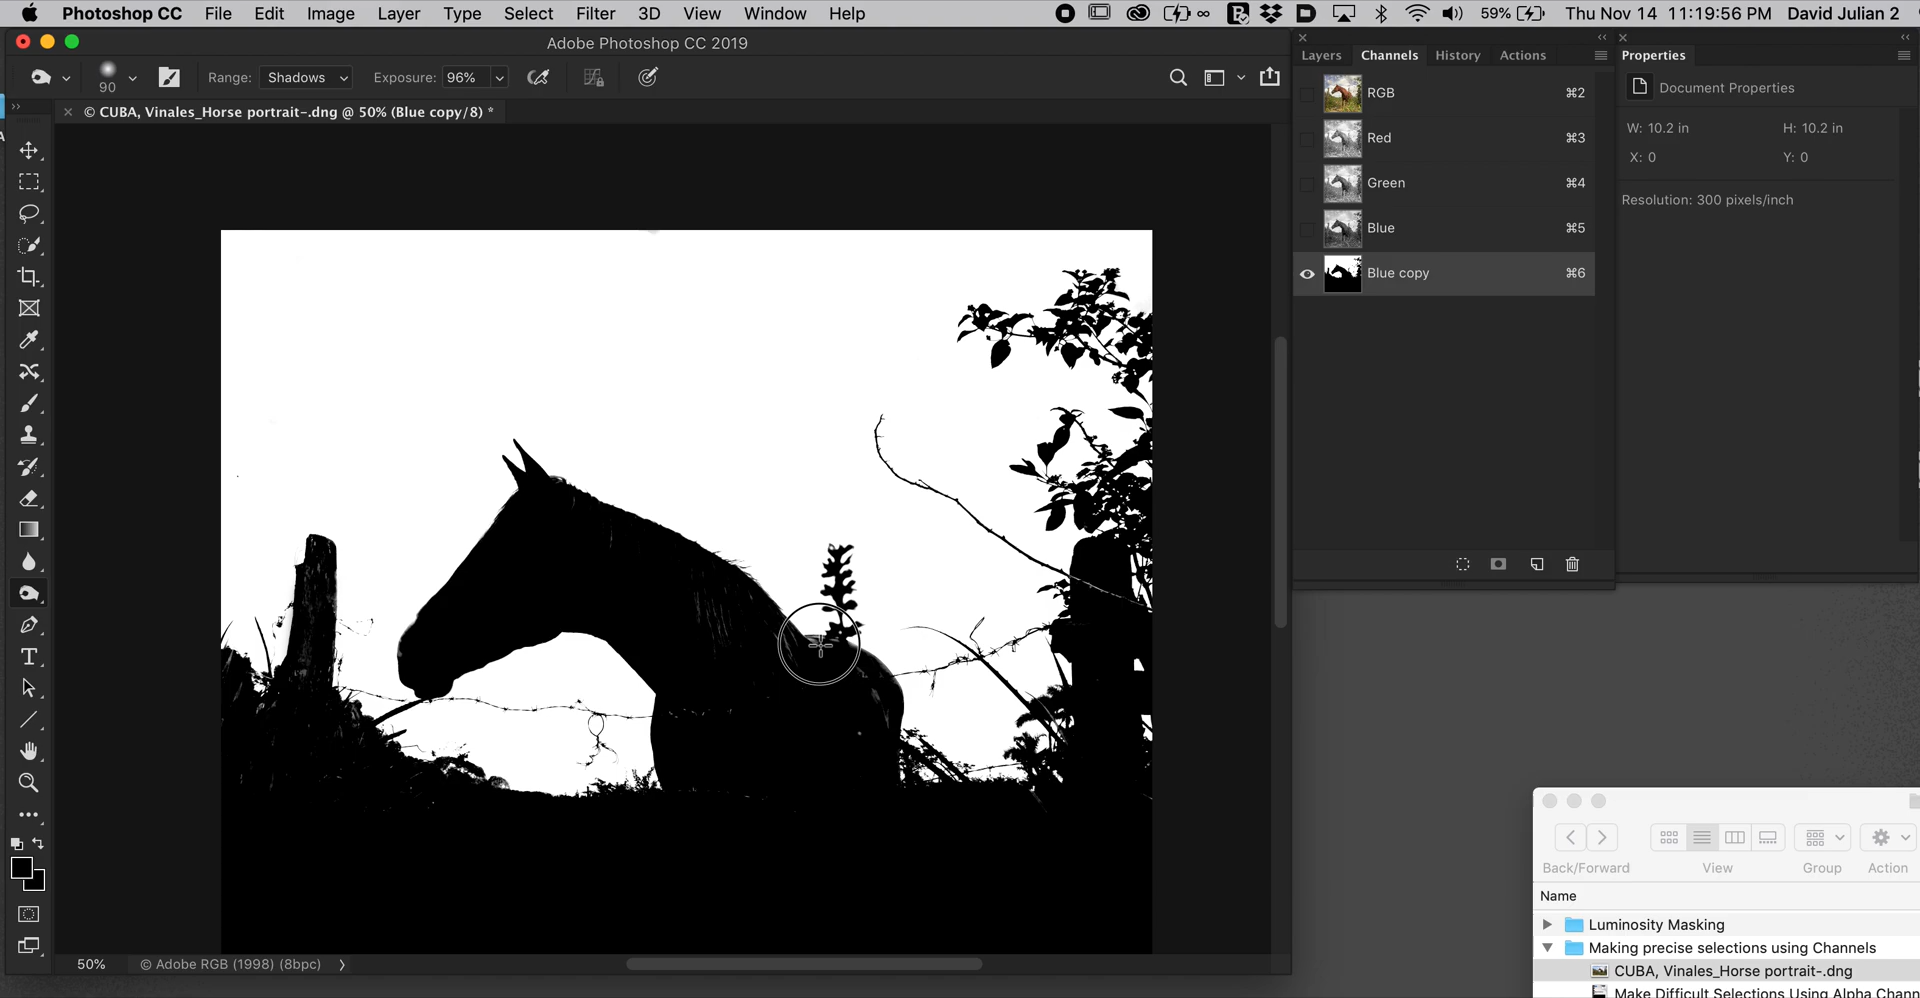 Photoshop CC File Edit Image Layer Type Select Filter 3D View Window Help 59% Thu Nov 14 11:19:56 PM David Julian 2
Adobe Photoshop CC 2019
90 Range: Shadows Exposure: 96%
© CUBA, Vinales_Horse portrait-.dng @ 50% (Blue copy/8) *
Layers Channels History Actions
RGB ⌘2
Red ⌘3
Green ⌘4
Blue ⌘5
Blue copy ⌘6
Properties
Document Properties
W: 10.2 in H: 10.2 in
X: 0 Y: 0
Resolution: 300 pixels/inch
50% © Adobe RGB (1998) (8bpc)
Back/Forward View Group Action
Name
Luminosity Masking
Making precise selections using Channels
CUBA, Vinales_Horse portrait-.dng
Make Difficult Selections Using Alpha Chann